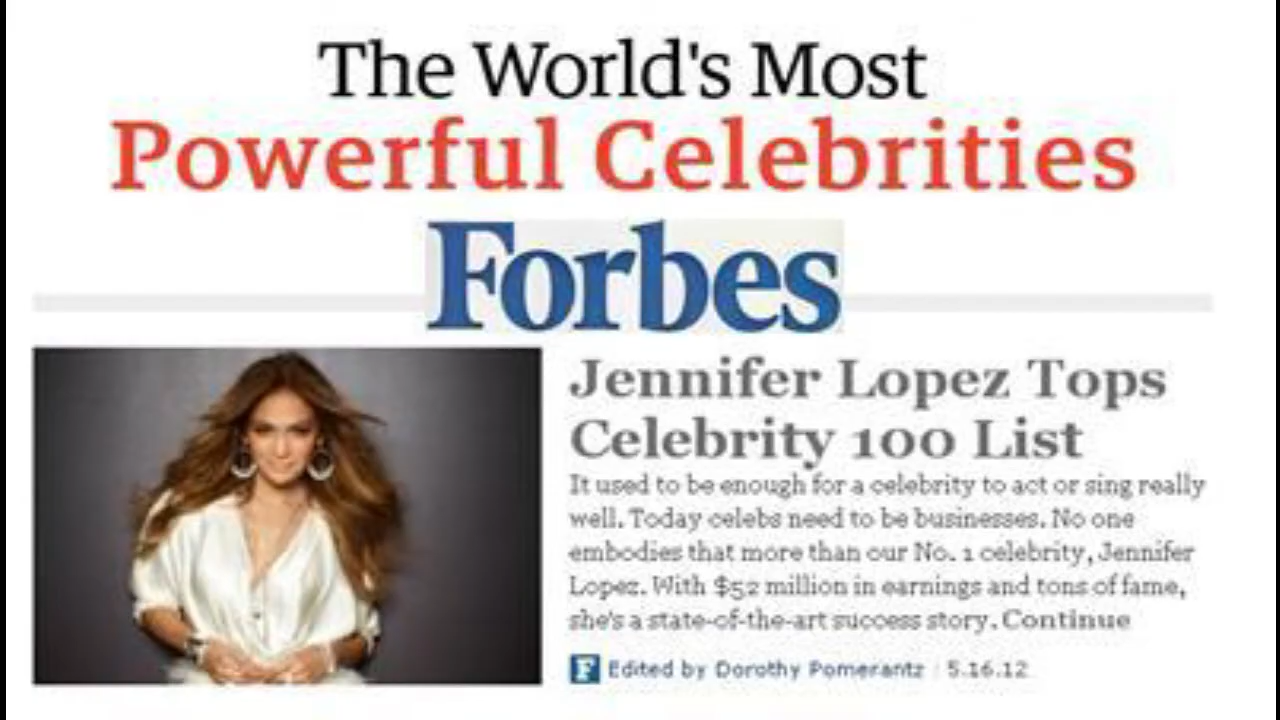 The World's Most
Powerful Celebrities
Forbes
Jennifer Lopez Tops
Celebrity 100 List
It used to be enough for a celebrity to act or sing really
well. Today celebs need to be businesses. No one
embodies that more than our No. 1 celebrity, Jennifer
Lopez. With $52 million in earnings and tons of fame,
she's a state-of-the-art success story. Continue
F Edited by Dorothy Pomerantz | 5.16.12